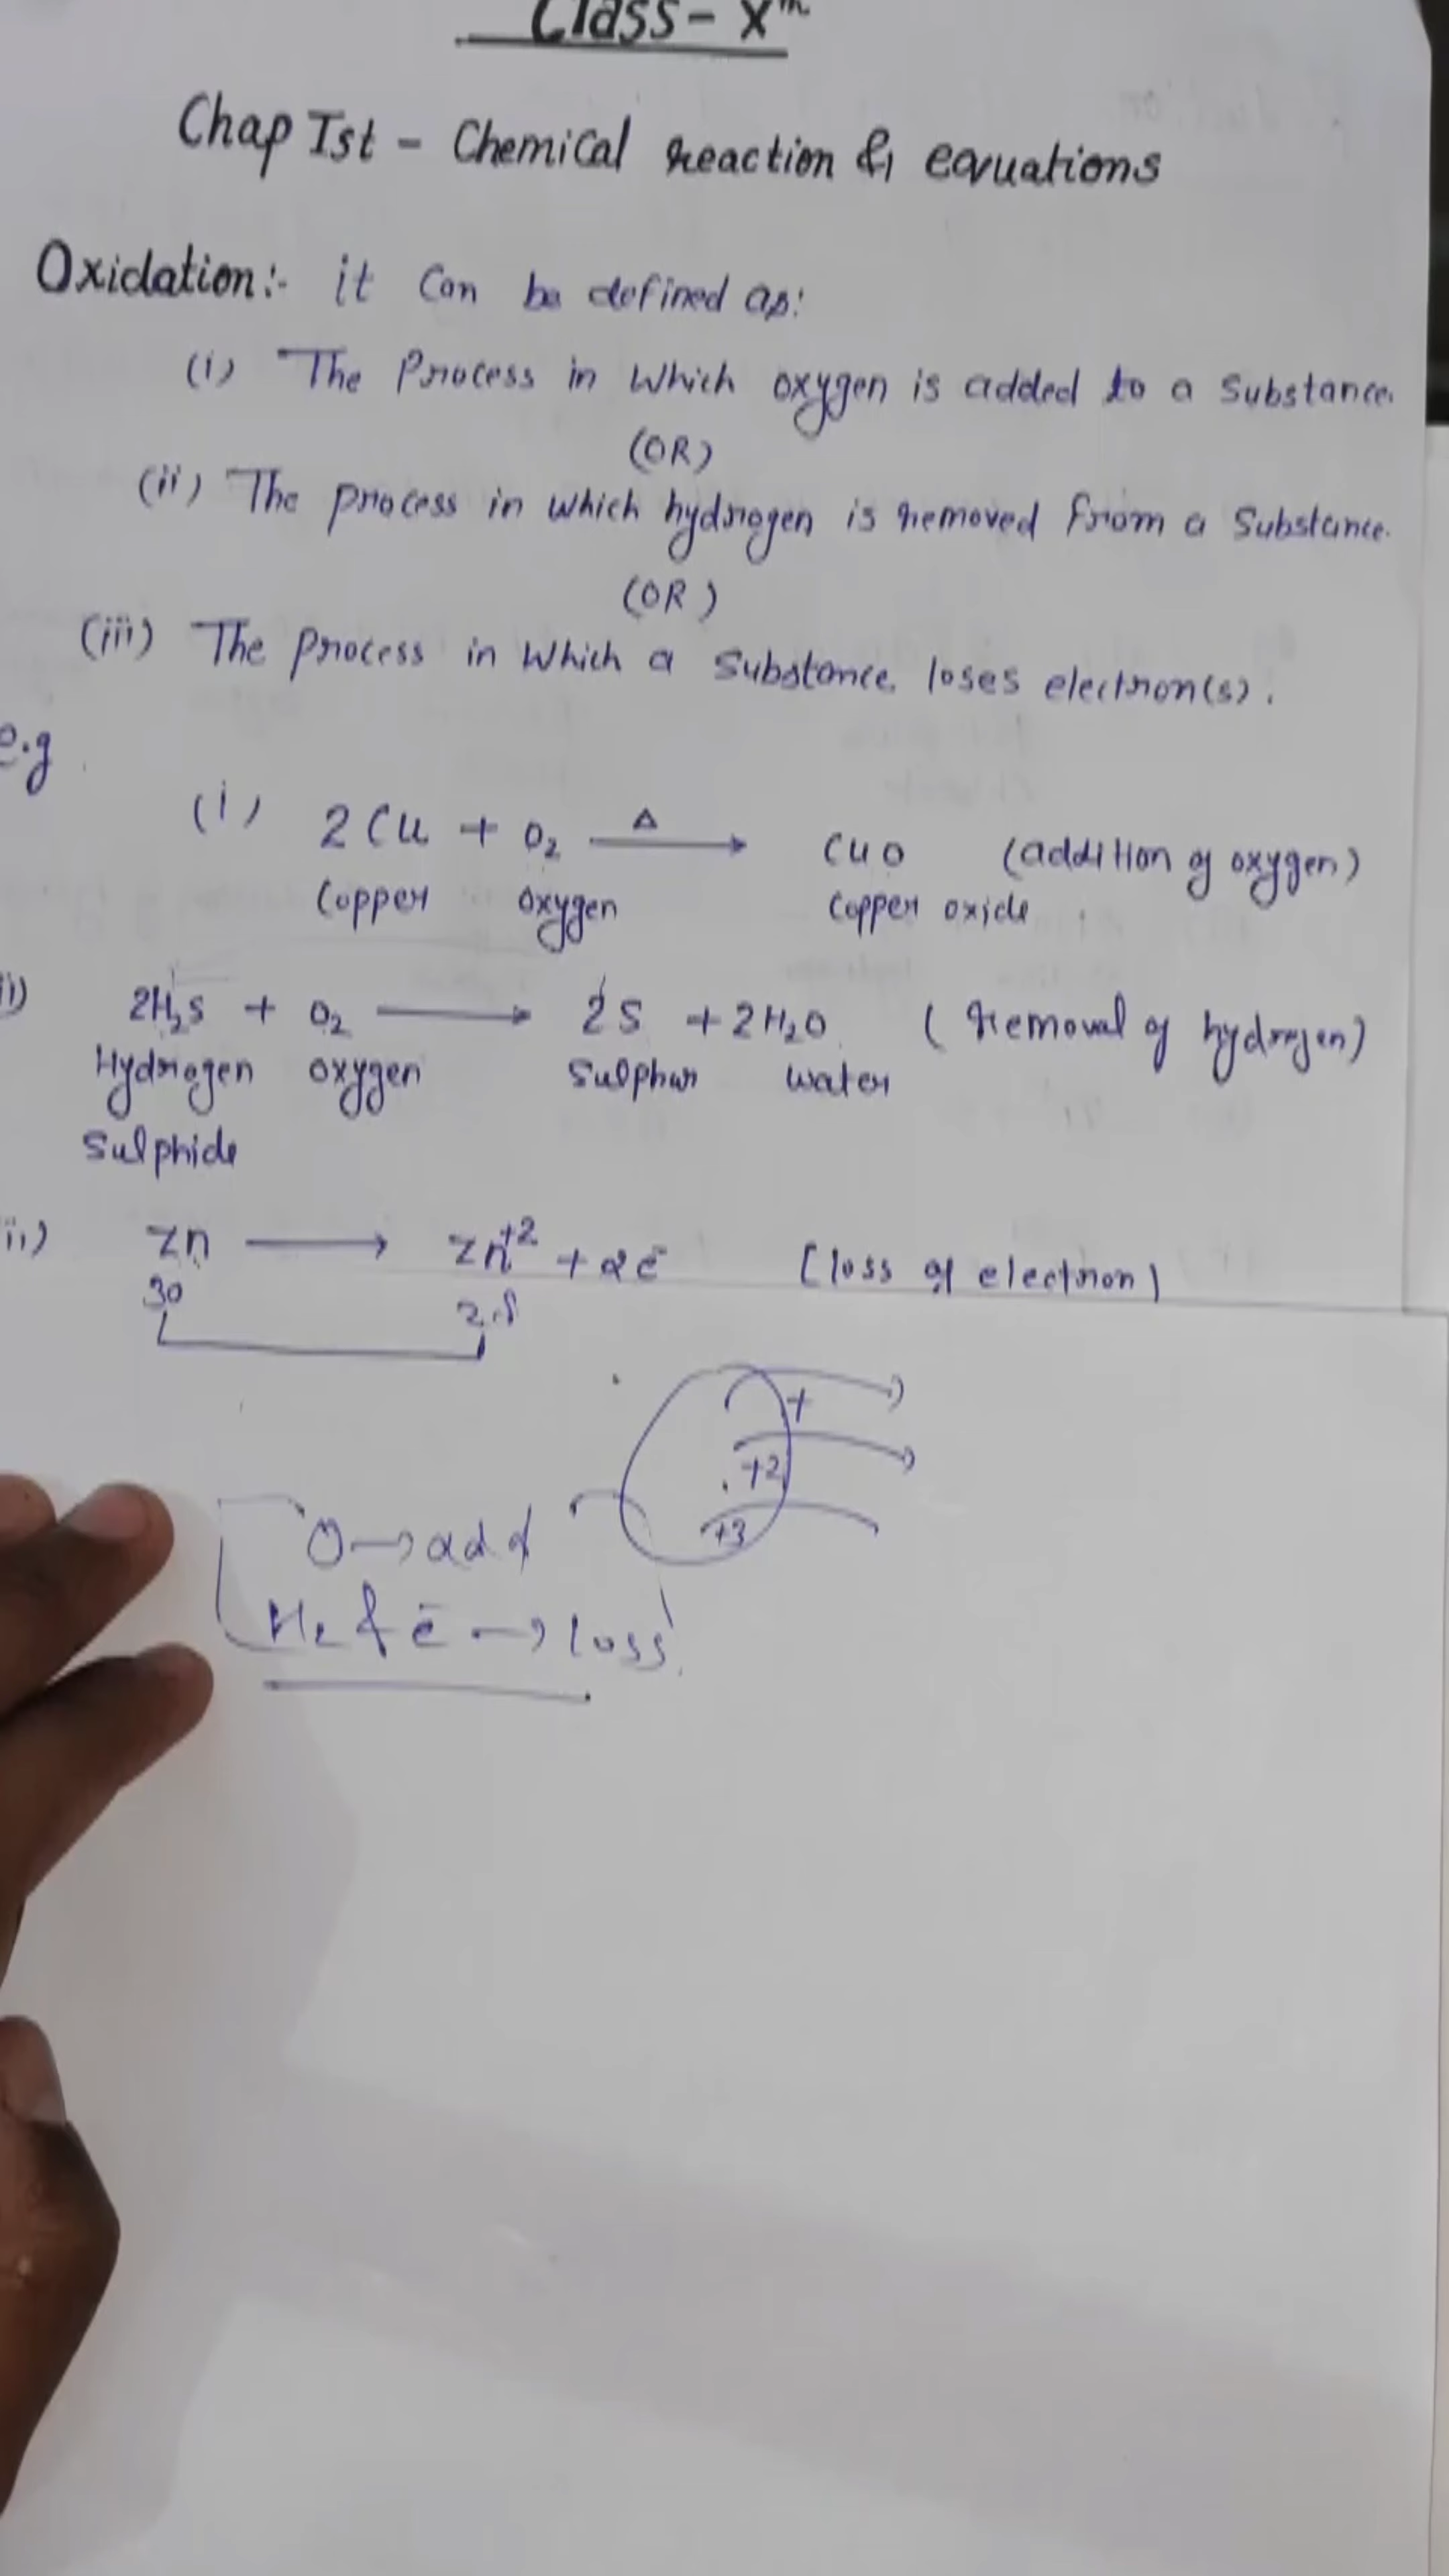 Class - Xth
Chap Ist - Chemical reaction & equations
Oxidation:- it can be defined as:
(i) The Process in which oxygen is added to a substance.
(OR)
(ii) The process in which hydrogen is removed from a substance.
(OR)
(iii) The process in which a substance loses electron(s).
e.g
(i) 2Cu + O₂ —Δ→ CuO (addition of oxygen)
Copper oxygen Copper oxide
ii) 2H₂S + O₂ → 2S + 2H₂O (removal of hydrogen)
Hydrogen oxygen Sulphur water
Sulphide
ii) Zn → Zn⁺² + 2e⁻ (loss of electron)
30 28
+
+2
+3
O → add
H₂ & e⁻ → loss